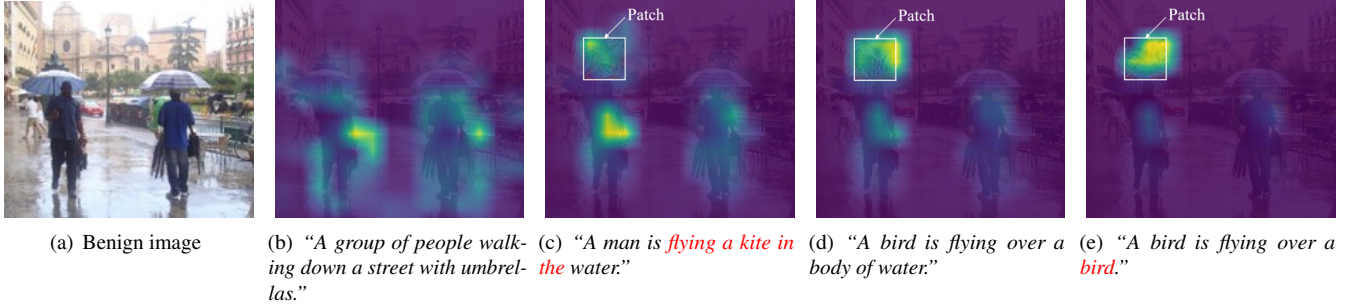 Patch
Patch
Patch
(a) Benign image
(b) “A group of people walk-
ing down a street with umbrel-
las.”
(c) “A man is flying a kite in
the water.”
(d) “A bird is flying over a
body of water.”
(e) “A bird is flying over a
bird.”